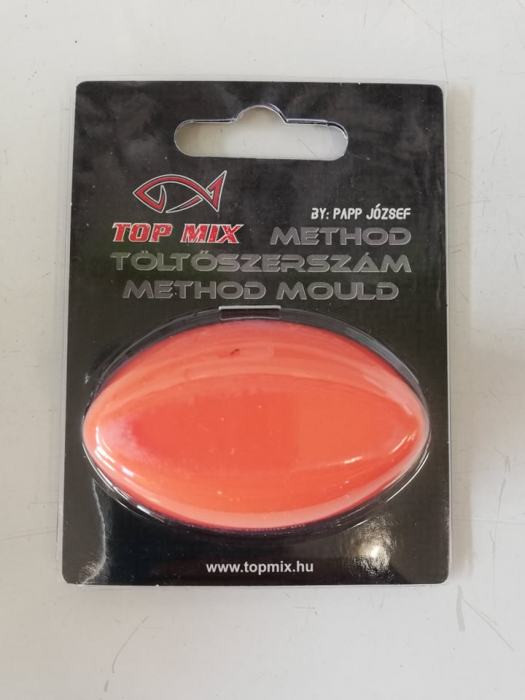 BY: PAPP JÓZSEF
TOP MIX METHOD
TÖLTŐSZERSZÁM
METHOD MOULD
www.topmix.hu